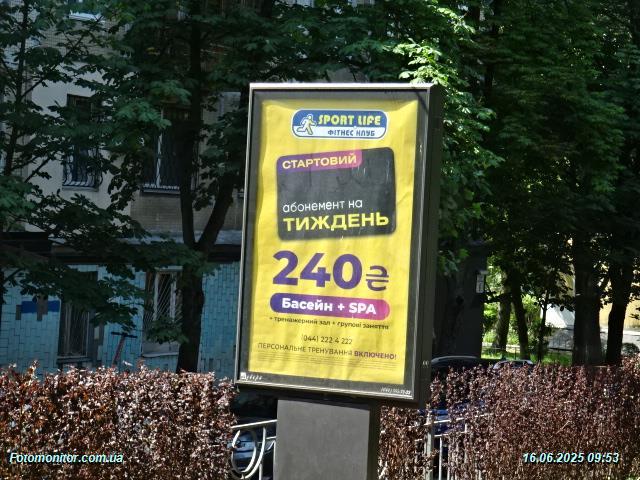 SPORT LIFE
ФІТНЕС КЛУБ
СТАРТОВИЙ
абонемент на
ТИЖДЕНЬ
240₴
Басейн + SPA
+ тренажерний зал + групові заняття
(044) 222 4 222
ПЕРСОНАЛЬНЕ ТРЕНУВАННЯ ВКЛЮЧЕНО!
Fotomonitor.com.ua
16.06.2025 09:53